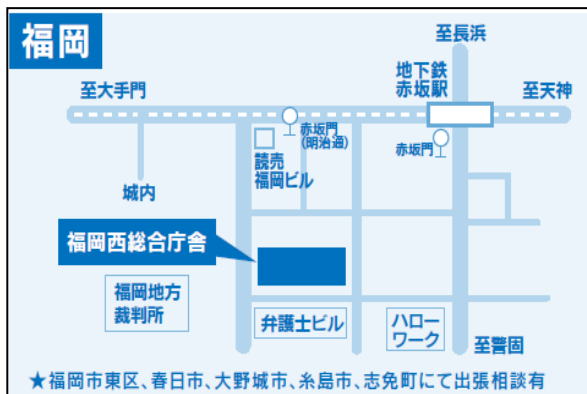 福岡
至長浜
至大手門
地下鉄
赤坂駅
至天神
赤坂門
(明治通)
赤坂門
読売
福岡ビル
城内
福岡西総合庁舎
福岡地方
裁判所
弁護士ビル
ハロー
ワーク
至警固
★福岡市東区、春日市、大野城市、糸島市、志免町にて出張相談有